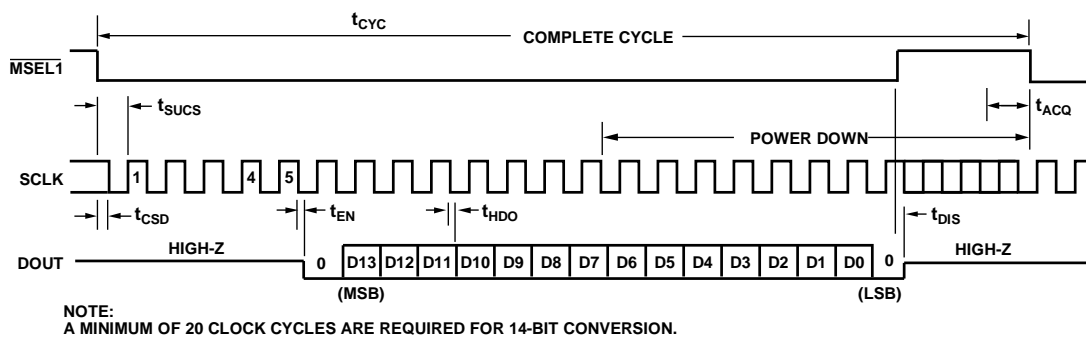 tCYC
COMPLETE CYCLE
MSEL1
tSUCS
tACQ
POWER DOWN
SCLK
1
4
5
tCSD
tEN
tHDO
tDIS
HIGH-Z
HIGH-Z
DOUT
0
D13
D12
D11
D10
D9
D8
D7
D6
D5
D4
D3
D2
D1
D0
0
(MSB)
(LSB)
NOTE:
A MINIMUM OF 20 CLOCK CYCLES ARE REQUIRED FOR 14-BIT CONVERSION.